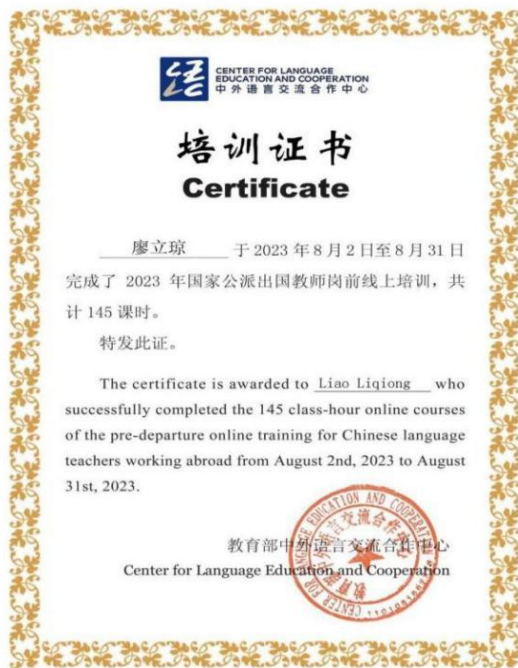 CENTER FOR LANGUAGE
EDUCATION AND COOPERATION
中外语言交流合作中心
培训证书
Certificate
廖立琼 于 2023 年 8 月 2 日至 8 月 31 日
完成了 2023 年国家公派出国教师岗前线上培训，共
计 145 课时。
特发此证。
The certificate is awarded to Liao Liqiong who
successfully completed the 145 class-hour online courses
of the pre-departure online training for Chinese language
teachers working abroad from August 2nd, 2023 to August
31st, 2023.
教育部中外语言交流合作中心
Center for Language Education and Cooperation